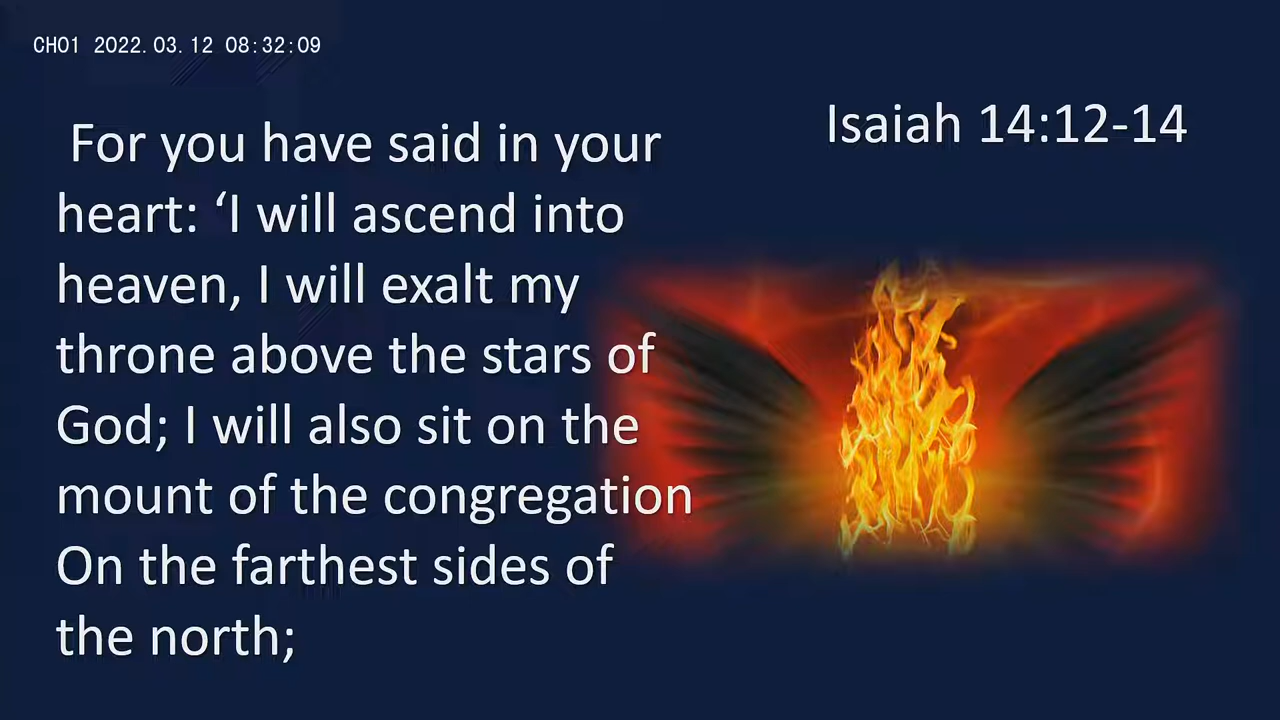 CH01 2022.03.12 08:32:09
Isaiah 14:12-14
For you have said in your
heart: ‘I will ascend into
heaven, I will exalt my
throne above the stars of
God; I will also sit on the
mount of the congregation
On the farthest sides of
the north;